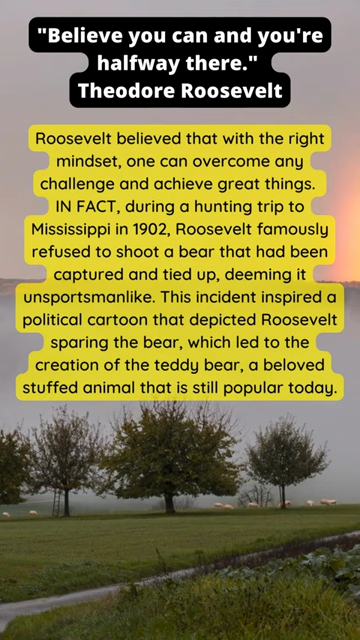 "Believe you can and you're
halfway there."
Theodore Roosevelt
Roosevelt believed that with the right
mindset, one can overcome any
challenge and achieve great things.
IN FACT, during a hunting trip to
Mississippi in 1902, Roosevelt famously
refused to shoot a bear that had been
captured and tied up, deeming it
unsportsmanlike. This incident inspired a
political cartoon that depicted Roosevelt
sparing the bear, which led to the
creation of the teddy bear, a beloved
stuffed animal that is still popular today.